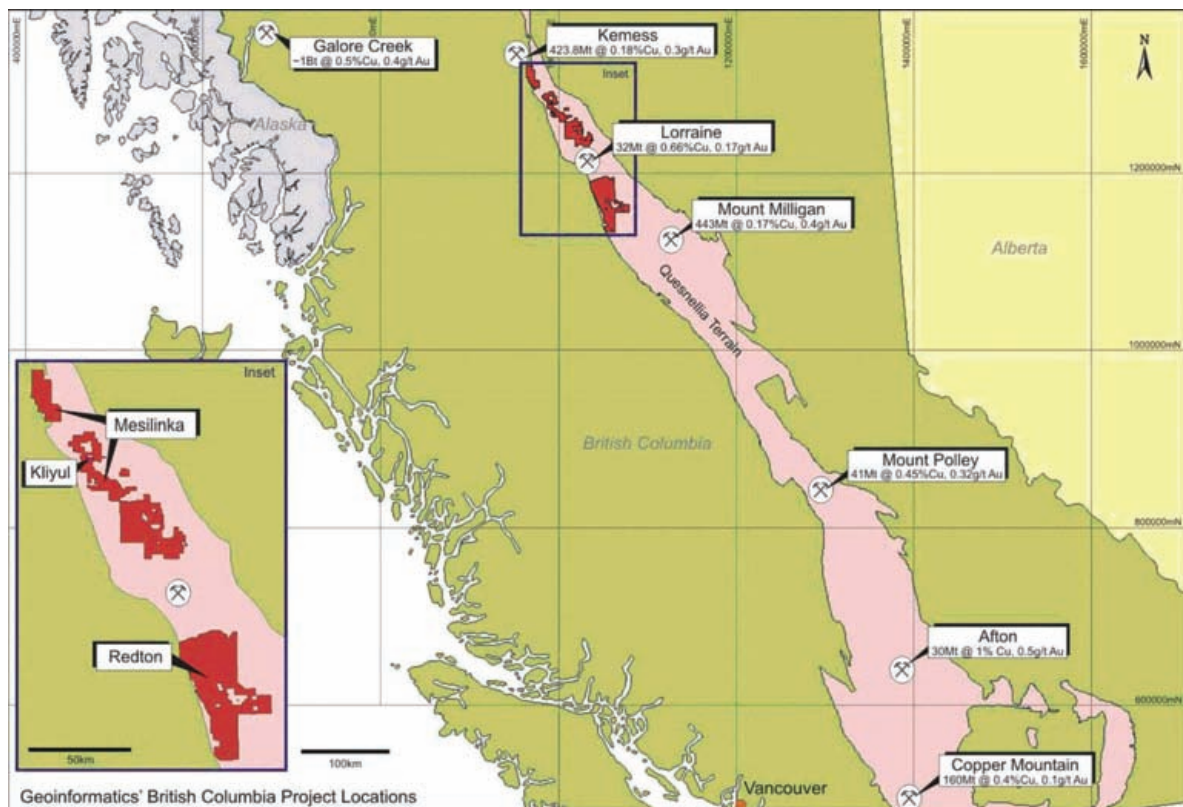 400000mE
1200000mE
1400000mE
1600000mE
N
Galore Creek
~1Bt @ 0.5%Cu, 0.4g/t Au
Kemess
423.8Mt @ 0.18%Cu, 0.3g/t Au
Inset
Alaska
Lorraine
32Mt @ 0.66%Cu, 0.17g/t Au
1200000mN
Mount Milligan
443Mt @ 0.17%Cu, 0.4g/t Au
Alberta
Quesnellia Terrain
1000000mN
Inset
Mesilinka
Kliyul
British Columbia
Mount Polley
41Mt @ 0.45%Cu, 0.32g/t Au
800000mN
Redton
Afton
30Mt @ 1% Cu, 0.5g/t Au
600000mN
50km
100km
Copper Mountain
160Mt @ 0.4%Cu, 0.1g/t Au
Vancouver
Geoinformatics' British Columbia Project Locations